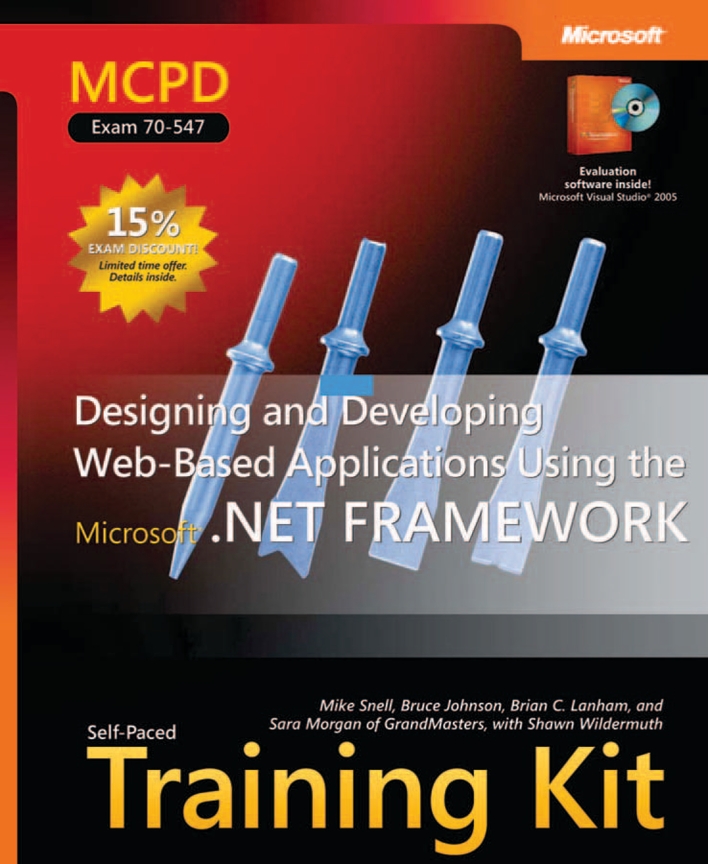 Microsoft
MCPD
Exam 70-547
Evaluation
software inside!
Microsoft Visual Studio® 2005
15%
EXAM DISCOUNT!
Limited time offer.
Details inside.
Designing and Developing
Web-Based Applications Using the
Microsoft® .NET FRAMEWORK
Mike Snell, Bruce Johnson, Brian C. Lanham, and
Sara Morgan of GrandMasters, with Shawn Wildermuth
Self-Paced
Training Kit